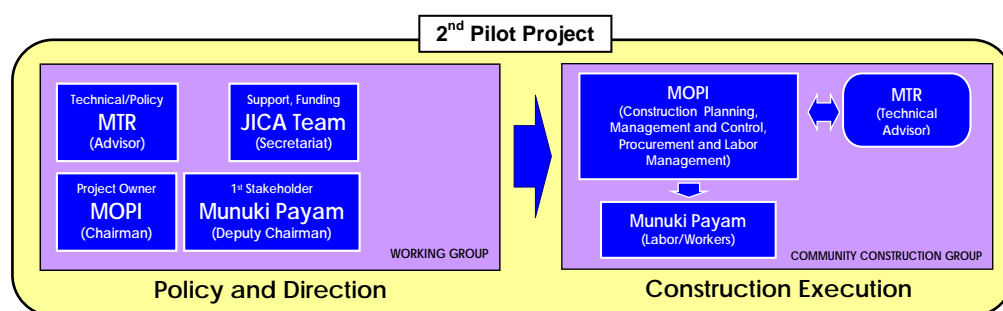 2nd Pilot Project
Technical/Policy
MTR
(Advisor)
Support, Funding
JICA Team
(Secretariat)
Project Owner
MOPI
(Chairman)
1st Stakeholder
Munuki Payam
(Deputy Chairman)
WORKING GROUP
Policy and Direction
MOPI
(Construction Planning,
Management and Control,
Procurement and Labor
Management)
MTR
(Technical
Advisor)
Munuki Payam
(Labor/Workers)
COMMUNITY CONSTRUCTION GROUP
Construction Execution